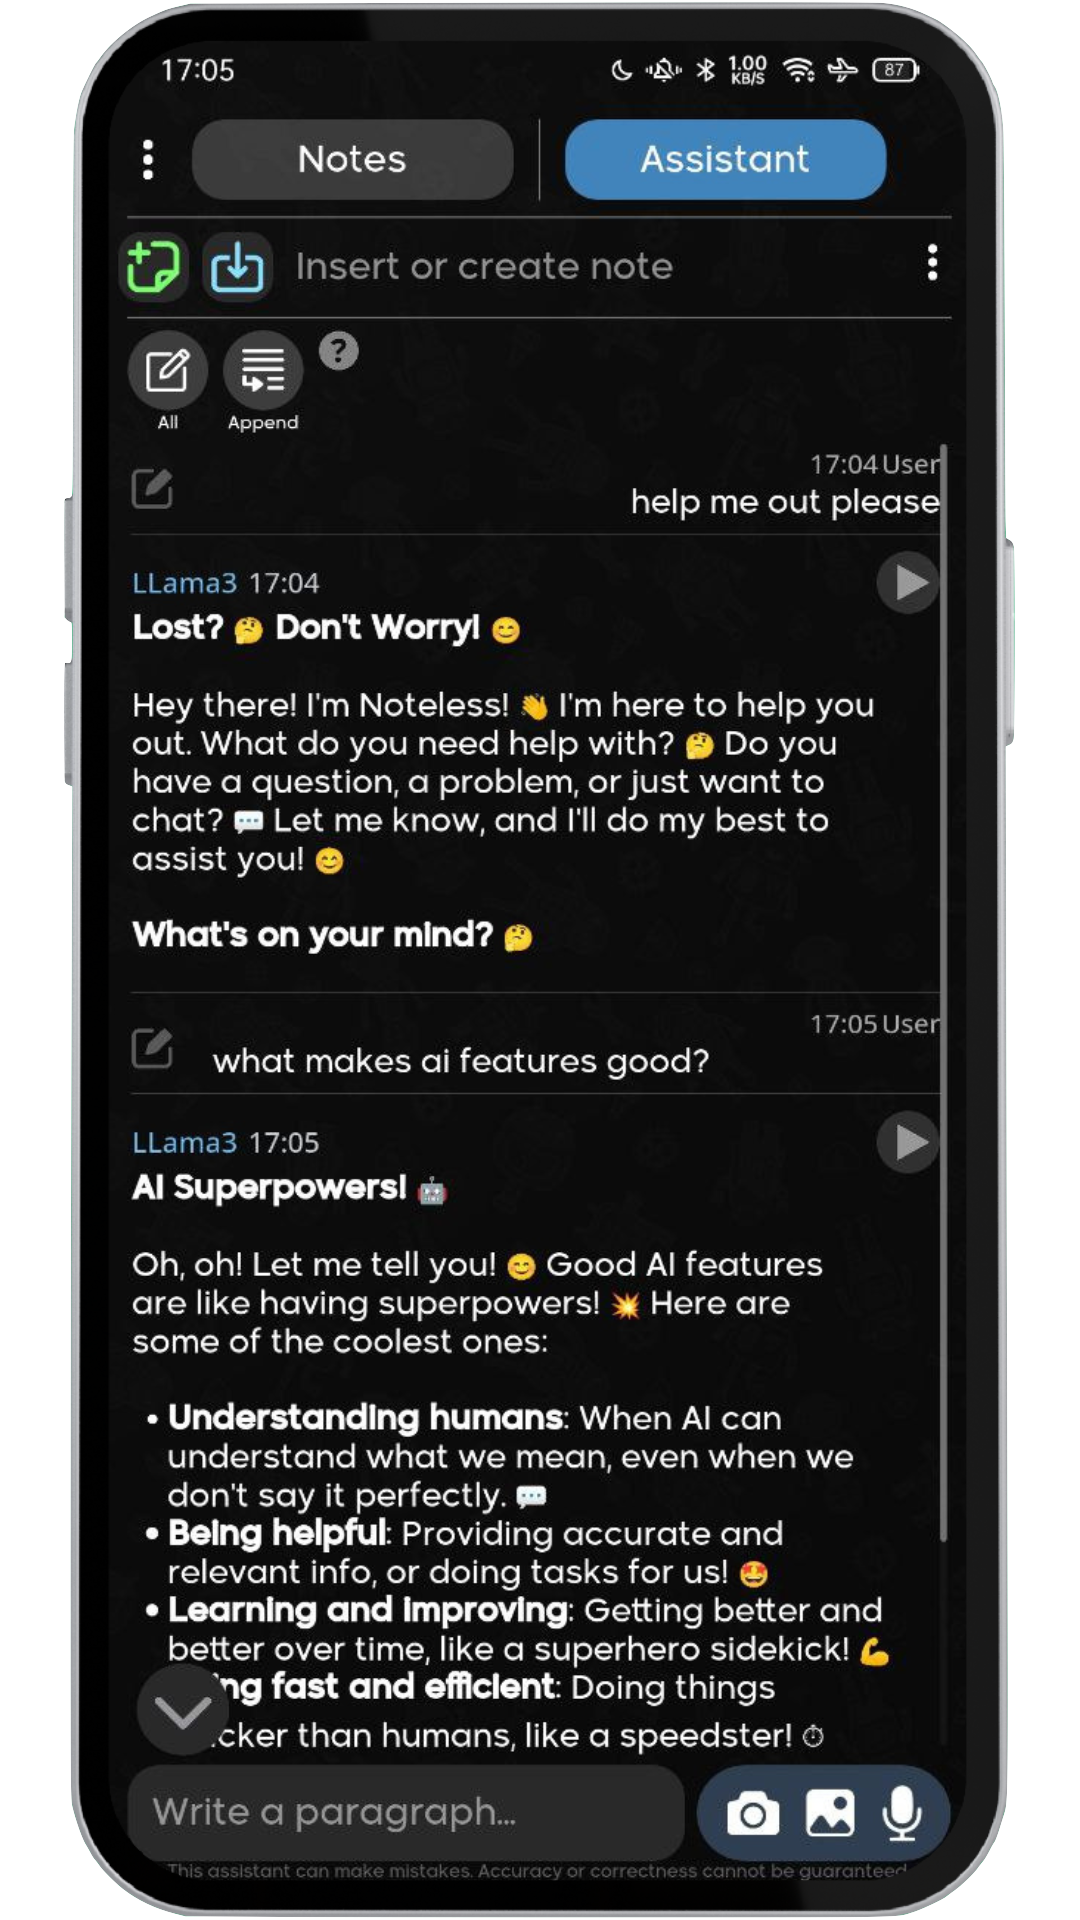 17:05
1.00
KB/S
87
Notes
Assistant
Insert or create note
?
All
Append
17:04 User
help me out please
LLama3 17:04
Lost? 🤔 Don't Worry! 😊
Hey there! I'm Noteless! 👋 I'm here to help you
out. What do you need help with? 🤔 Do you
have a question, a problem, or just want to
chat? 💬 Let me know, and I'll do my best to
assist you! 😊
What's on your mind? 🤔
17:05 User
what makes ai features good?
LLama3 17:05
AI Superpowers! 🤖
Oh, oh! Let me tell you! 😊 Good AI features
are like having superpowers! 💥 Here are
some of the coolest ones:
• Understanding humans: When AI can
understand what we mean, even when we
don't say it perfectly. 💬
• Being helpful: Providing accurate and
relevant info, or doing tasks for us! 🤩
• Learning and improving: Getting better and
better over time, like a superhero sidekick! 💪
ng fast and efficient: Doing things
cker than humans, like a speedster! ⏱
Write a paragraph...
This assistant can make mistakes. Accuracy or correctness cannot be guaranteed